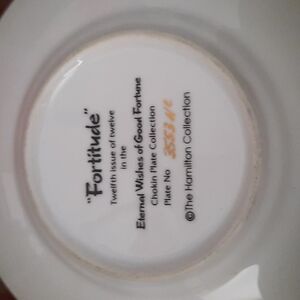 "Fortitude"
Twelfth issue of twelve
in the
Eternal Wishes of Good Fortune
Chokin Plate Collection
Plate No
©The Hamilton Collection